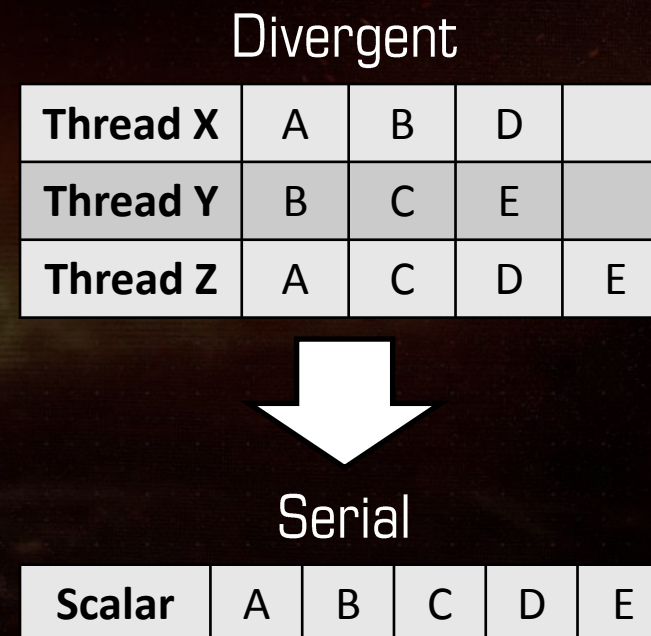 Divergent
Thread X A B D
Thread Y B C E
Thread Z A C D E
Serial
Scalar A B C D E